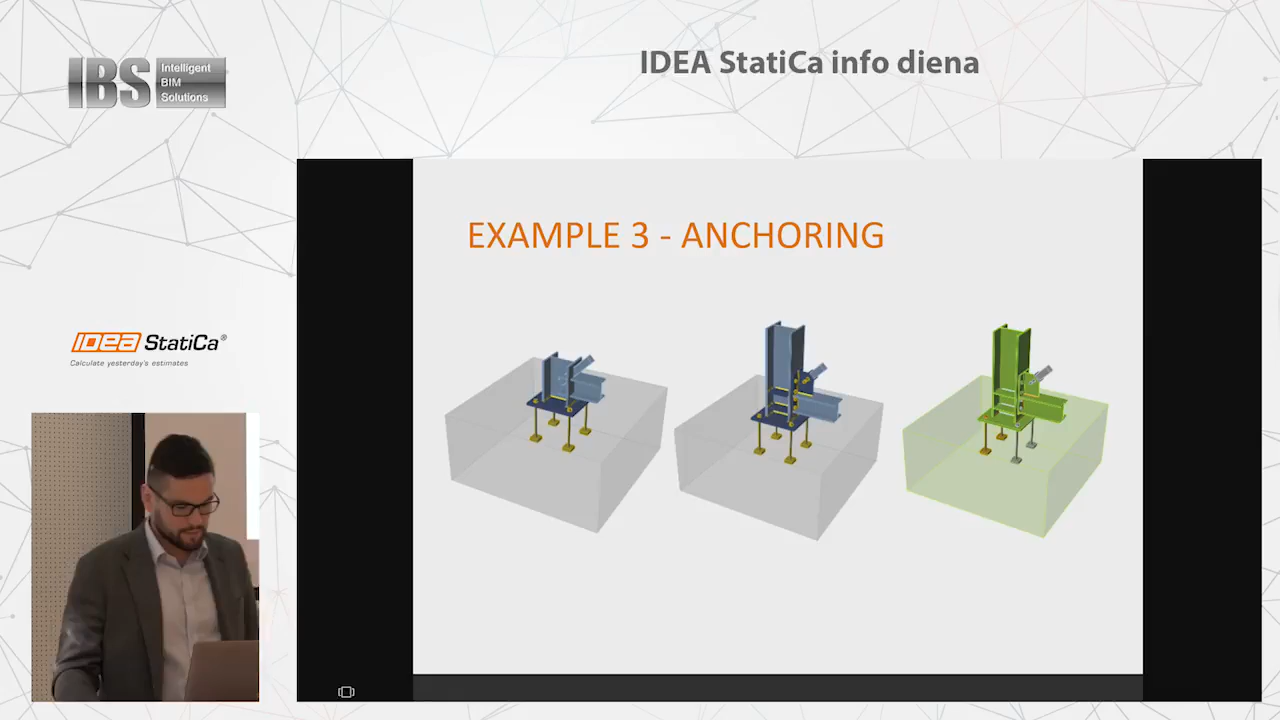 IBS Intelligent
BIM
Solutions
IDEA StatiCa info diena
EXAMPLE 3 - ANCHORING
IDEA StatiCa®
Calculate yesterday's estimates